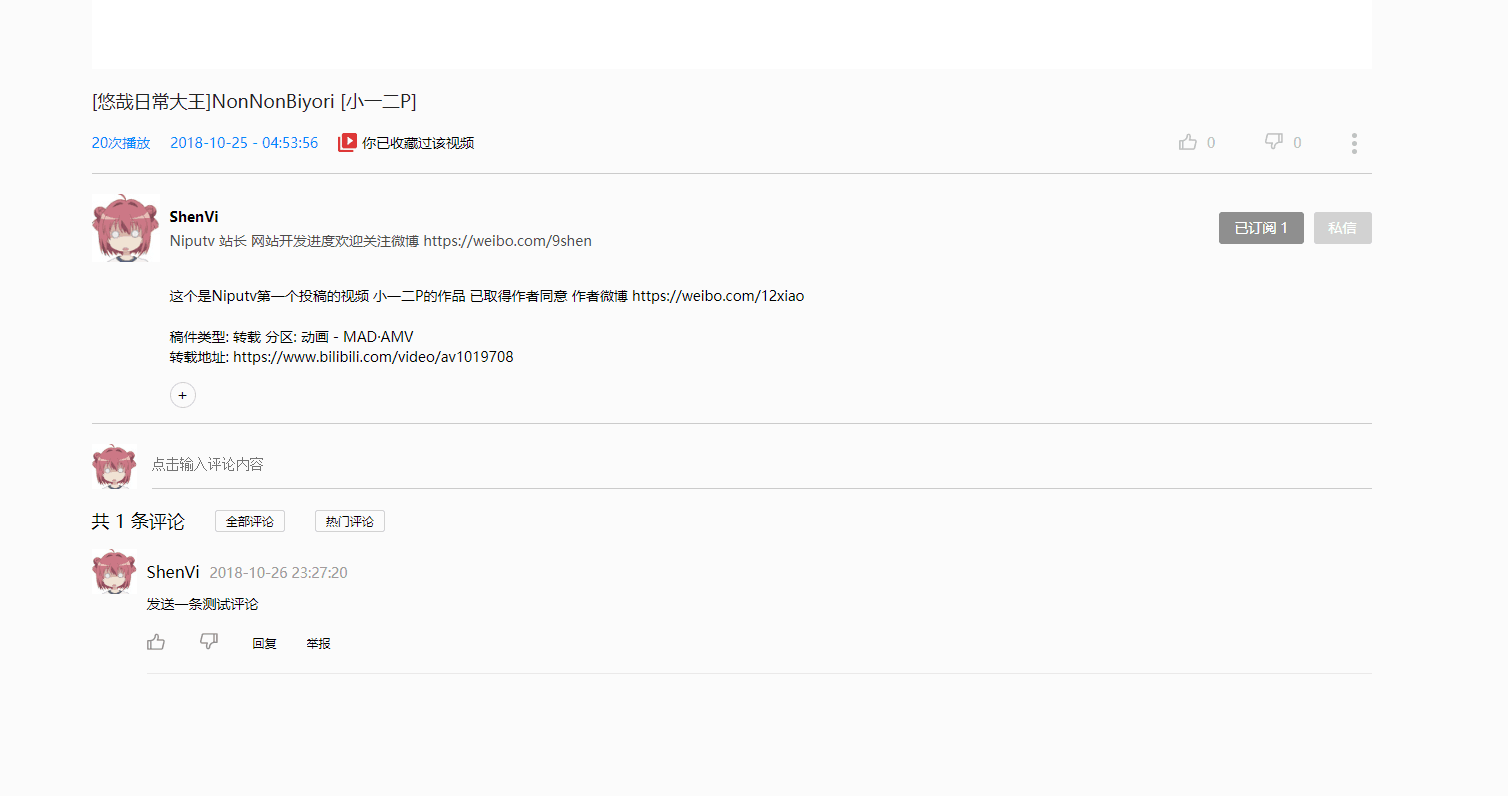 [悠哉日常大王]NonNonBiyori [小一二P]
20次播放 2018-10-25 - 04:53:56 你已收藏过该视频 0 0
ShenVi
Niputv 站长 网站开发进度欢迎关注微博 https://weibo.com/9shen
已订阅 1 私信
这个是Niputv第一个投稿的视频 小一二P的作品 已取得作者同意 作者微博 https://weibo.com/12xiao
稿件类型: 转载 分区: 动画 - MAD·AMV
转载地址: https://www.bilibili.com/video/av1019708
+
点击输入评论内容
共 1 条评论 全部评论 热门评论
ShenVi 2018-10-26 23:27:20
发送一条测试评论
回复 举报